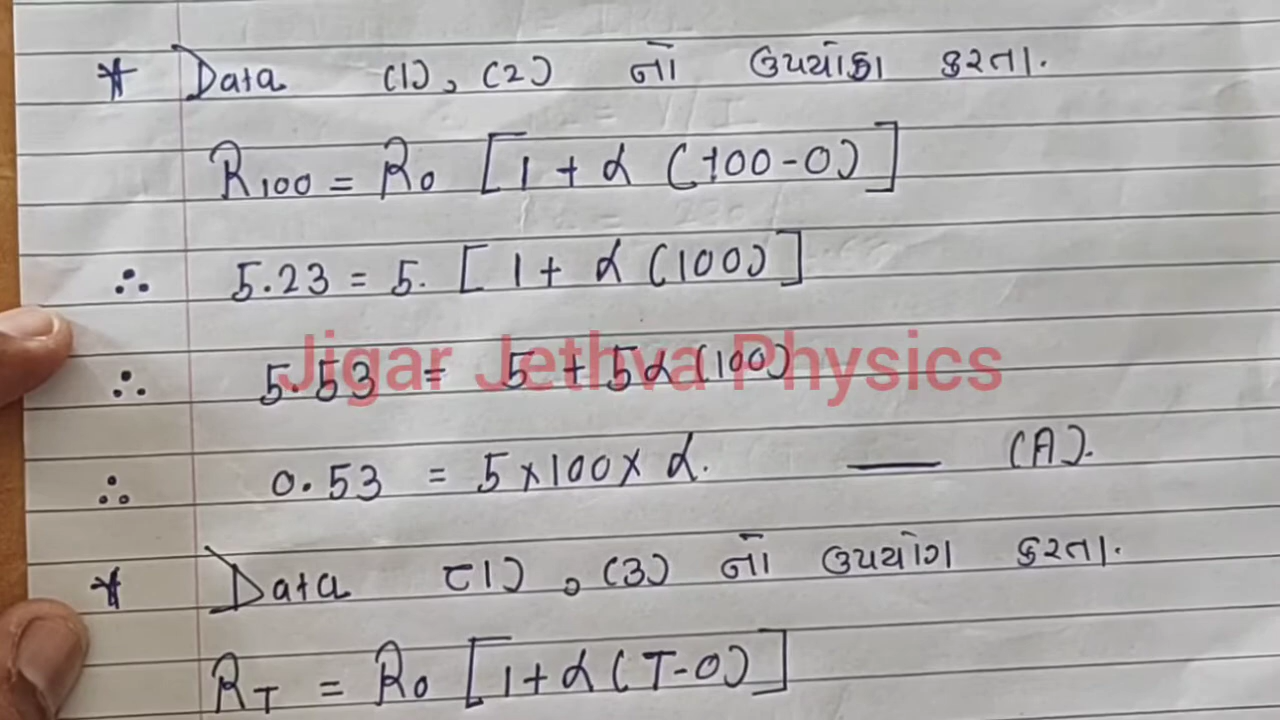 * Data (1), (2) નો ઉપયોગ કરતા.
R₁₀₀ = R₀ [1 + α (100-0)]
∴ 5.23 = 5. [1 + α (100)]
Jigar Jethva Physics
∴ 5.53 = 5 + 5α (100)
∴ 0.53 = 5×100× α. — (A).
* Data (1), (3) નો ઉપયોગ કરતા.
R_T = R₀ [1 + α (T-0)]